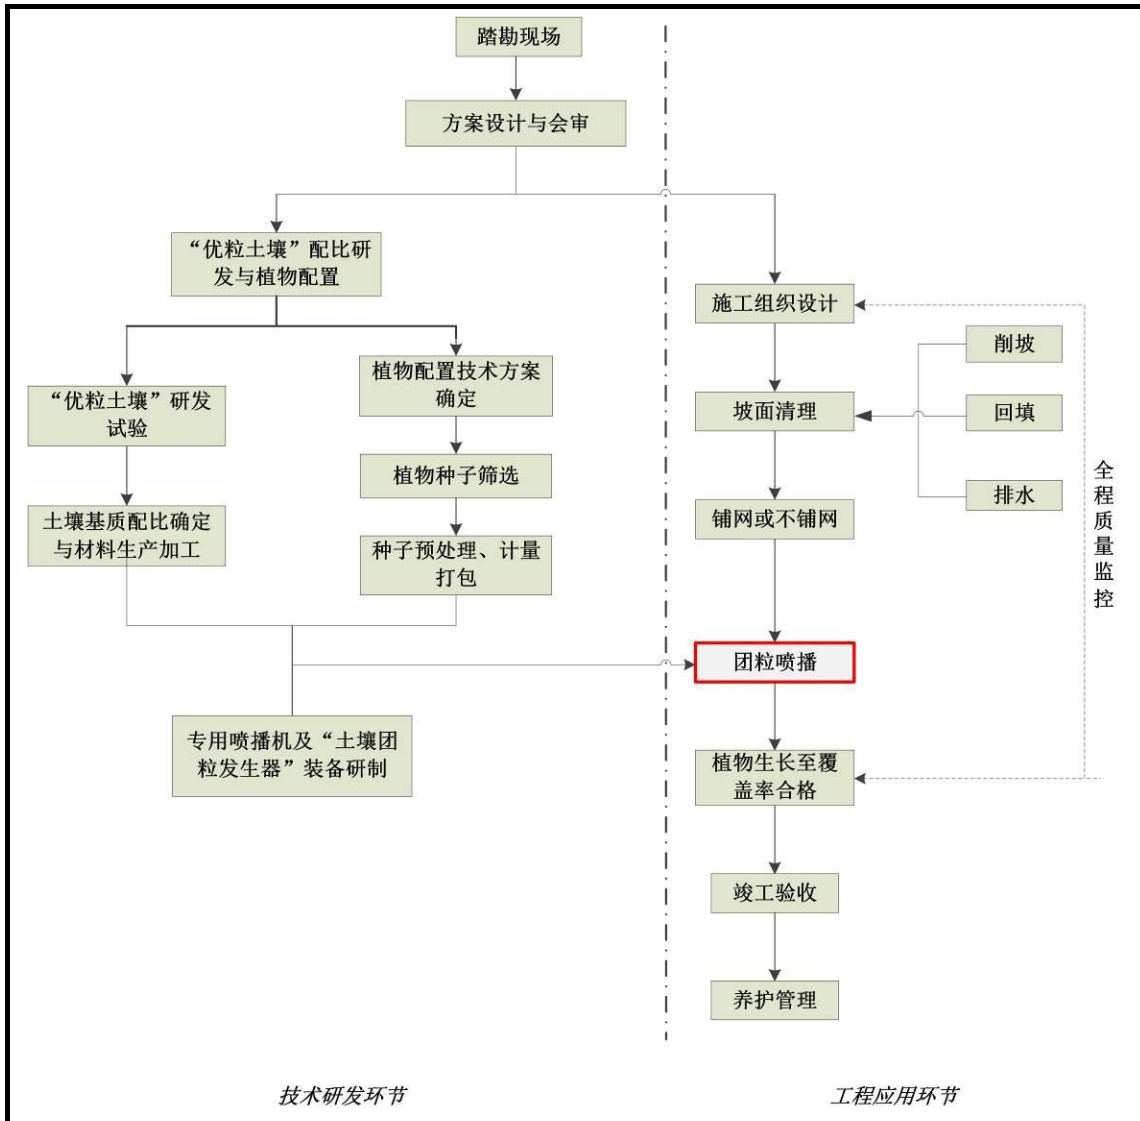 踏勘现场
方案设计与会审
“优粒土壤”配比研
发与植物配置
“优粒土壤”研发
试验
土壤基质配比确定
与材料生产加工
植物配置技术方案
确定
植物种子筛选
种子预处理、计量
打包
专用喷播机及“土壤团
粒发生器”装备研制
施工组织设计
坡面清理
削坡
回填
排水
铺网或不铺网
团粒喷播
植物生长至覆
盖率合格
竣工验收
养护管理
全程质量监控
技术研发环节
工程应用环节